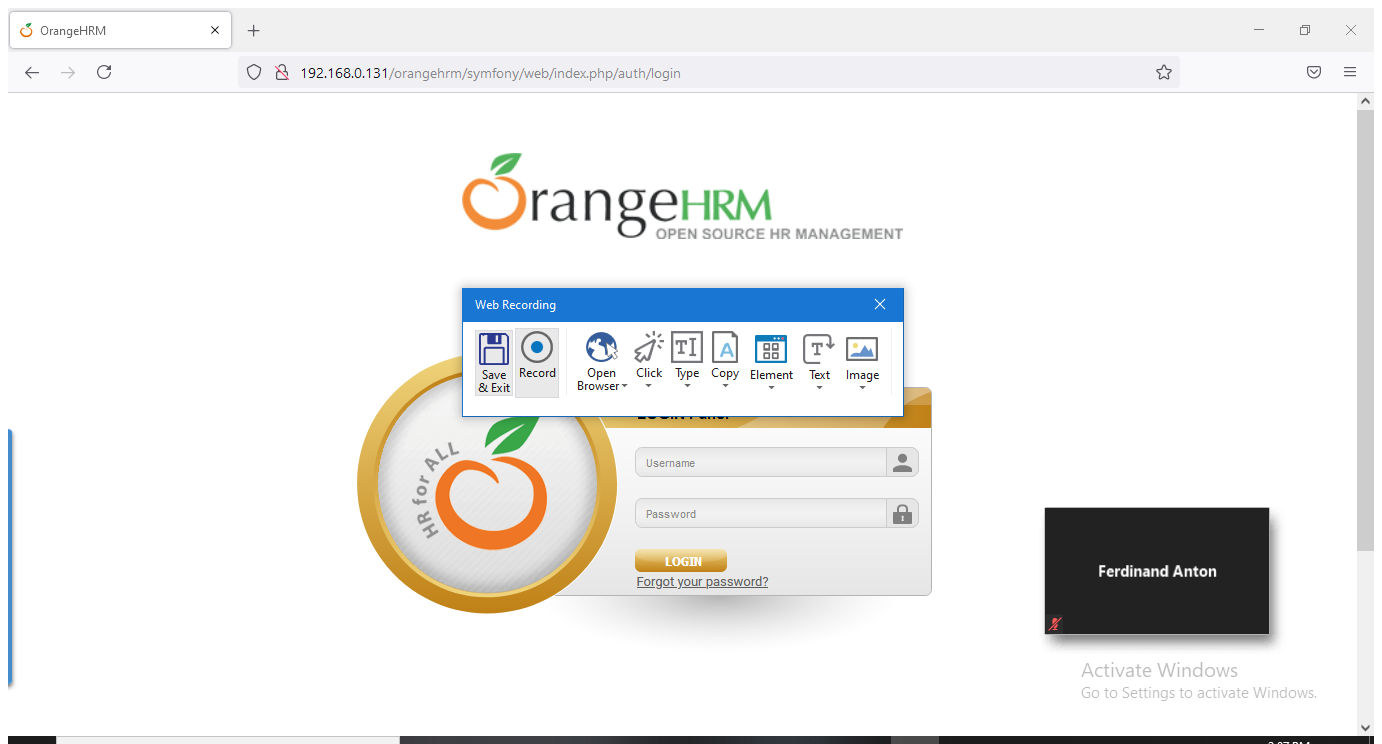 OrangeHRM
192.168.0.131/orangehrm/symfony/web/index.php/auth/login
OrangeHRM
OPEN SOURCE HR MANAGEMENT
Web Recording
Save & Exit
Record
Open Browser
Click
Type
Copy
Element
Text
Image
LOGIN Panel
HR for ALL
Username
Password
LOGIN
Forgot your password?
Ferdinand Anton
Activate Windows
Go to Settings to activate Windows.